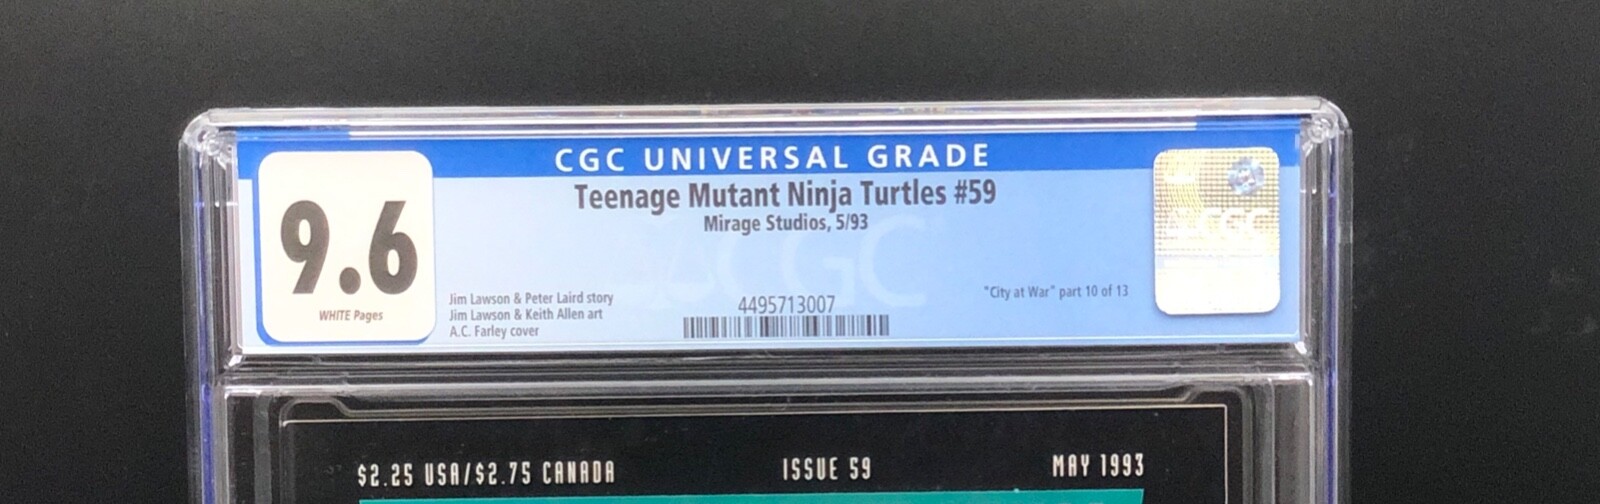 CGC UNIVERSAL GRADE
9.6
WHITE Pages
Teenage Mutant Ninja Turtles #59
Mirage Studios, 5/93
CGC
Jim Lawson & Peter Laird story
Jim Lawson & Keith Allen art
A.C. Farley cover
4495713007
"City at War" part 10 of 13
CGC
$2.25 USA/$2.75 CANADA
ISSUE 59
MAY 1993